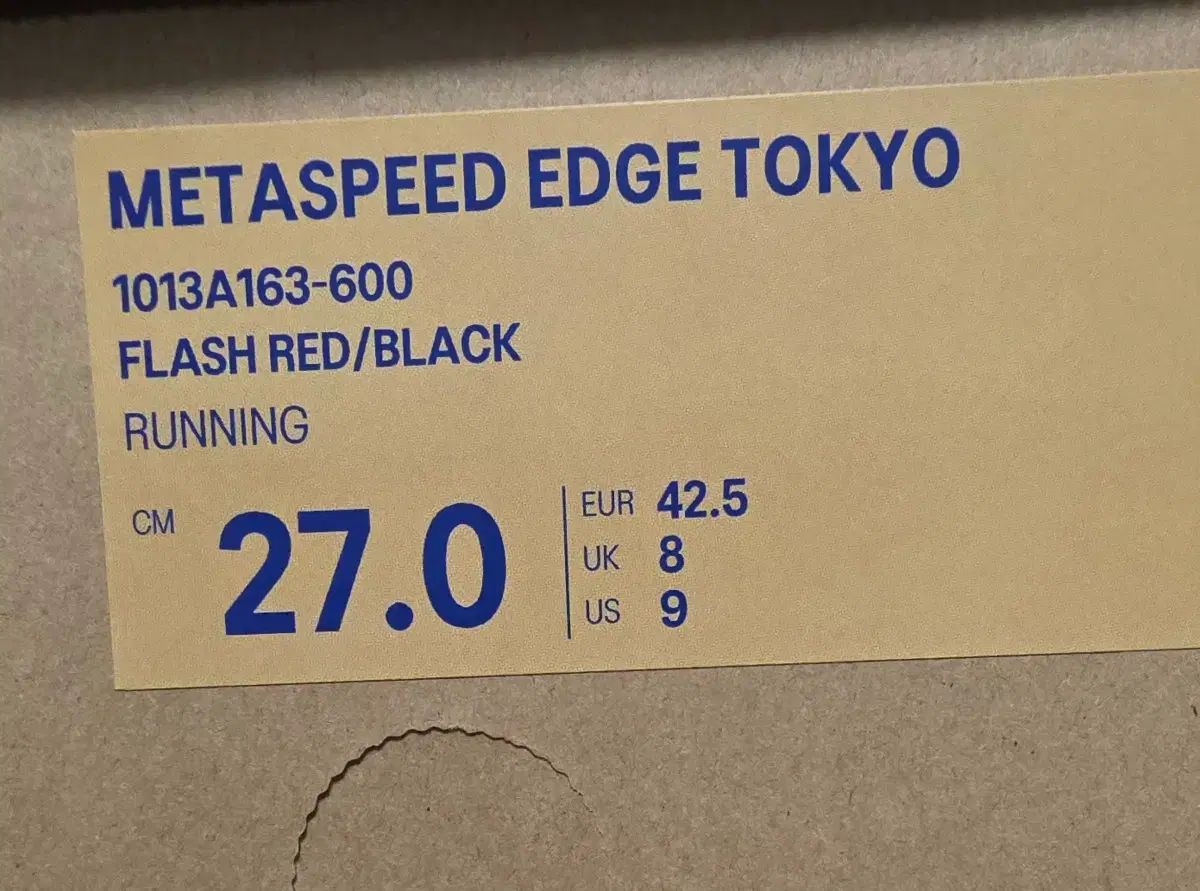 METASPEED EDGE TOKYO
1013A163-600
FLASH RED/BLACK
RUNNING
CM 27.0
EUR 42.5
UK 8
US 9